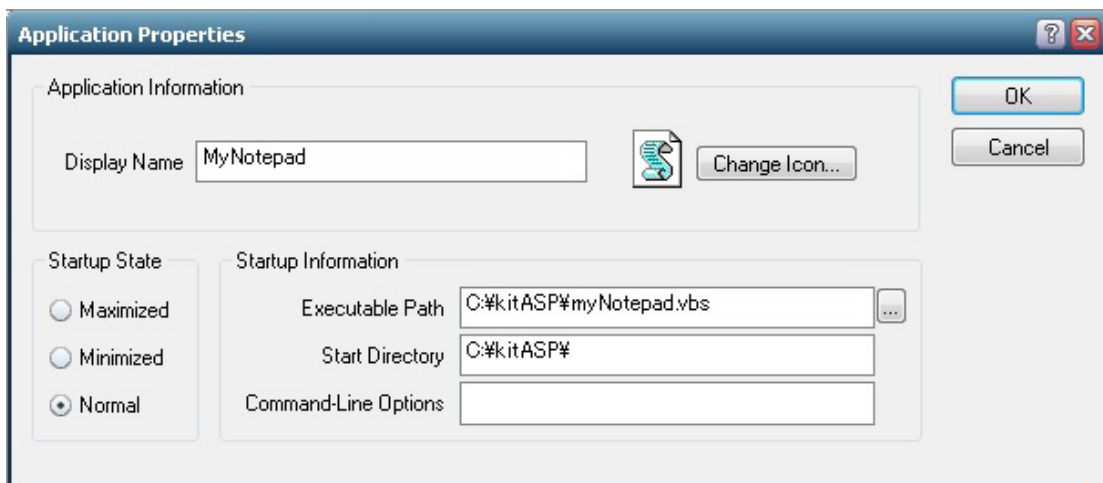 Application Properties
?
Application Information
OK
Display Name MyNotepad Change Icon... Cancel
Startup State Startup Information
Maximized Executable Path C:¥kitASP¥myNotepad.vbs ...
Minimized Start Directory C:¥kitASP¥
Normal Command-Line Options